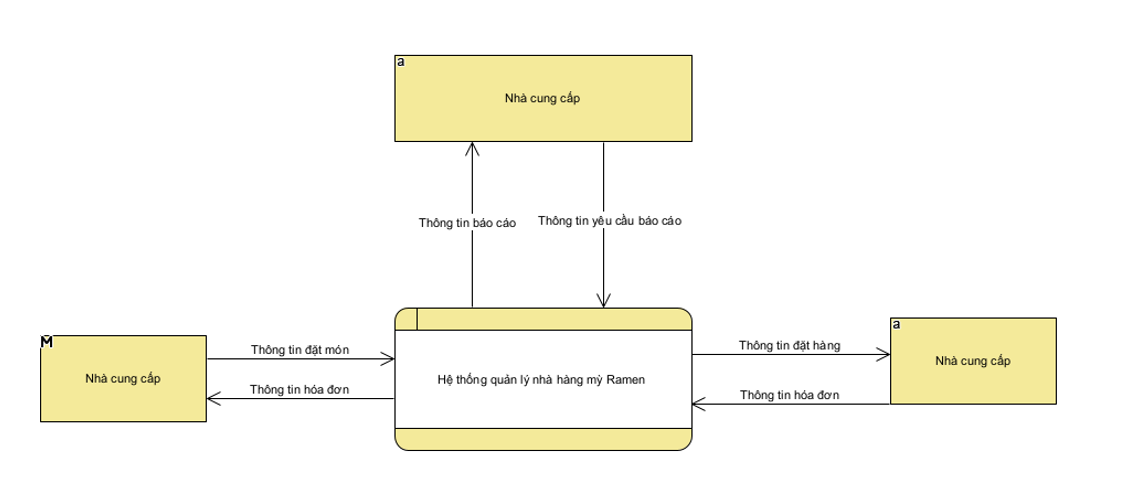 a
Nhà cung cấp
Thông tin báo cáo
Thông tin yêu cầu báo cáo
M
Nhà cung cấp
Thông tin đặt món
Thông tin hóa đơn
Hệ thống quản lý nhà hàng mỳ Ramen
Thông tin đặt hàng
Thông tin hóa đơn
a
Nhà cung cấp